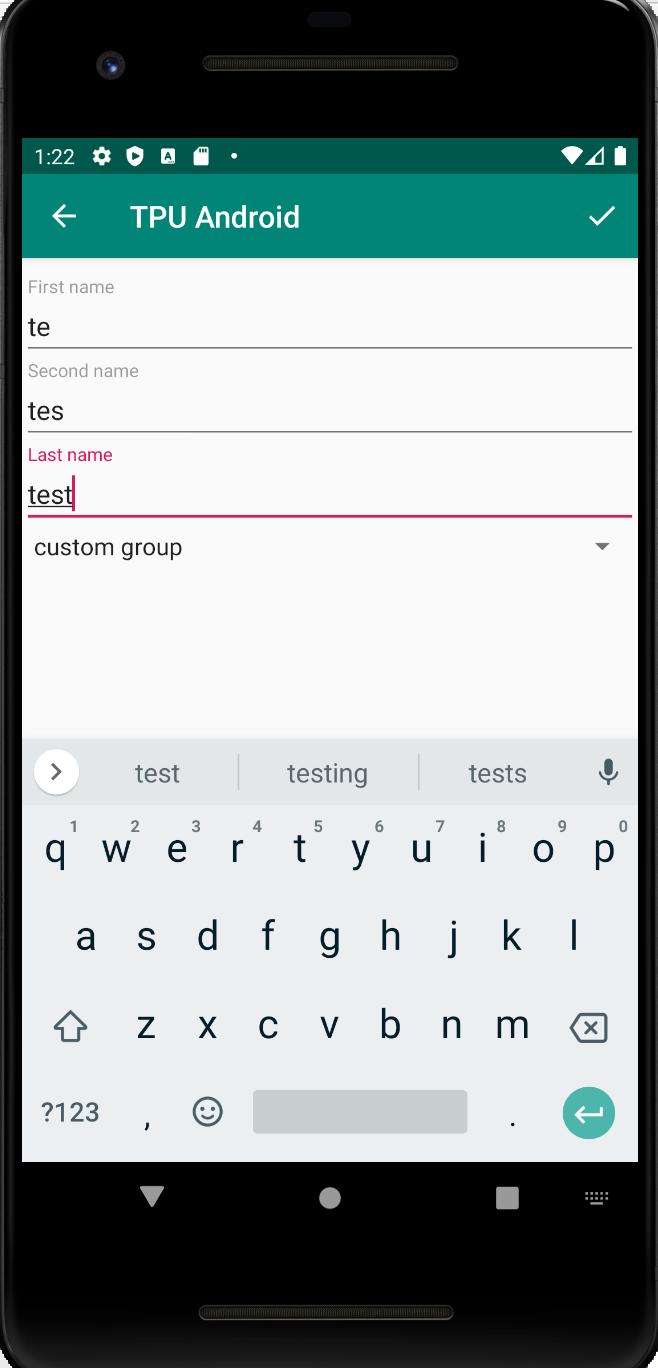 1:22
TPU Android
First name
te
Second name
tes
Last name
test
custom group
test testing tests
1 2 3 4 5 6 7 8 9 0
q w e r t y u i o p
a s d f g h j k l
z x c v b n m
?123 , .